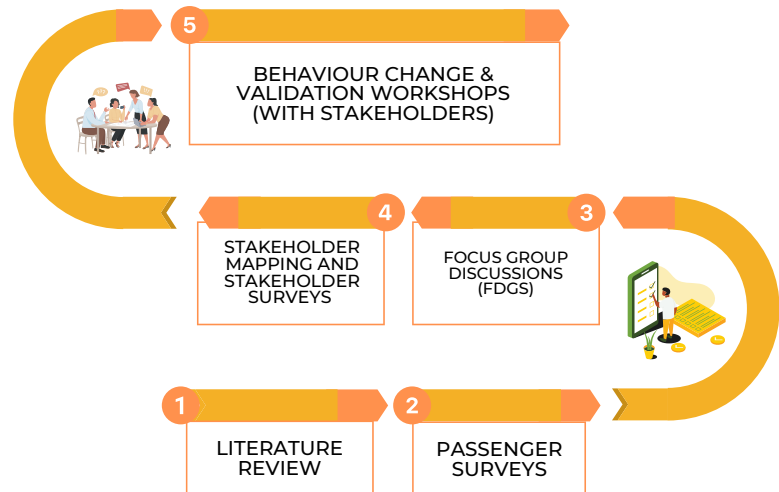 5
BEHAVIOUR CHANGE &
VALIDATION WORKSHOPS
(WITH STAKEHOLDERS)
4
STAKEHOLDER
MAPPING AND
STAKEHOLDER
SURVEYS
3
FOCUS GROUP
DISCUSSIONS
(FDGS)
1
LITERATURE
REVIEW
2
PASSENGER
SURVEYS